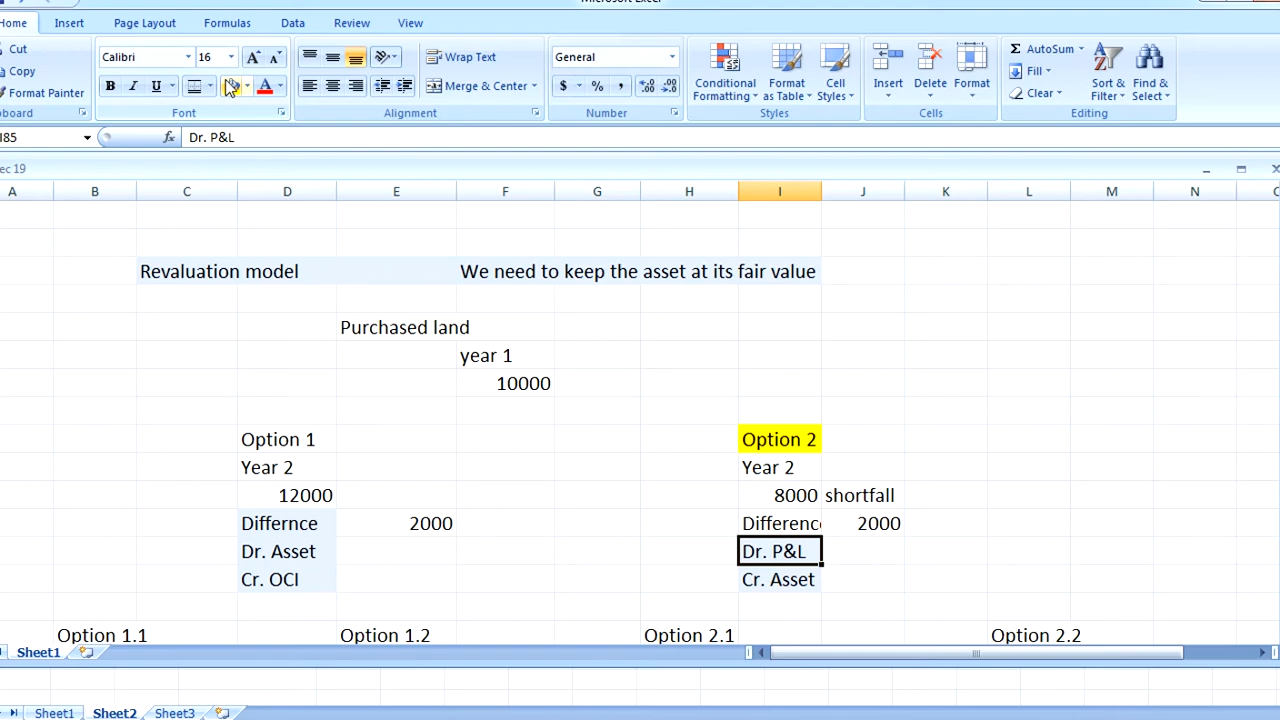 Microsoft Excel
Home Insert Page Layout Formulas Data Review View
Cut
Copy
Format Painter
Calibri 16
A A
B I U A
Font
Wrap Text
Merge & Center
Alignment
General
$ % , .00
Number
Conditional Formatting
Format as Table
Cell Styles
Styles
Insert Delete Format
Cells
AutoSum
Fill
Clear
Sort & Filter
Find & Select
Editing
fx Dr. P&L
A B C D E F G H I J K L M N
Revaluation model We need to keep the asset at its fair value
Purchased land
year 1
10000
Option 1 Option 2
Year 2 Year 2
12000 8000 shortfall
Differnce 2000 Difference 2000
Dr. Asset Dr. P&L
Cr. OCI Cr. Asset
Option 1.1 Option 1.2 Option 2.1 Option 2.2
Sheet1
Sheet1 Sheet2 Sheet3